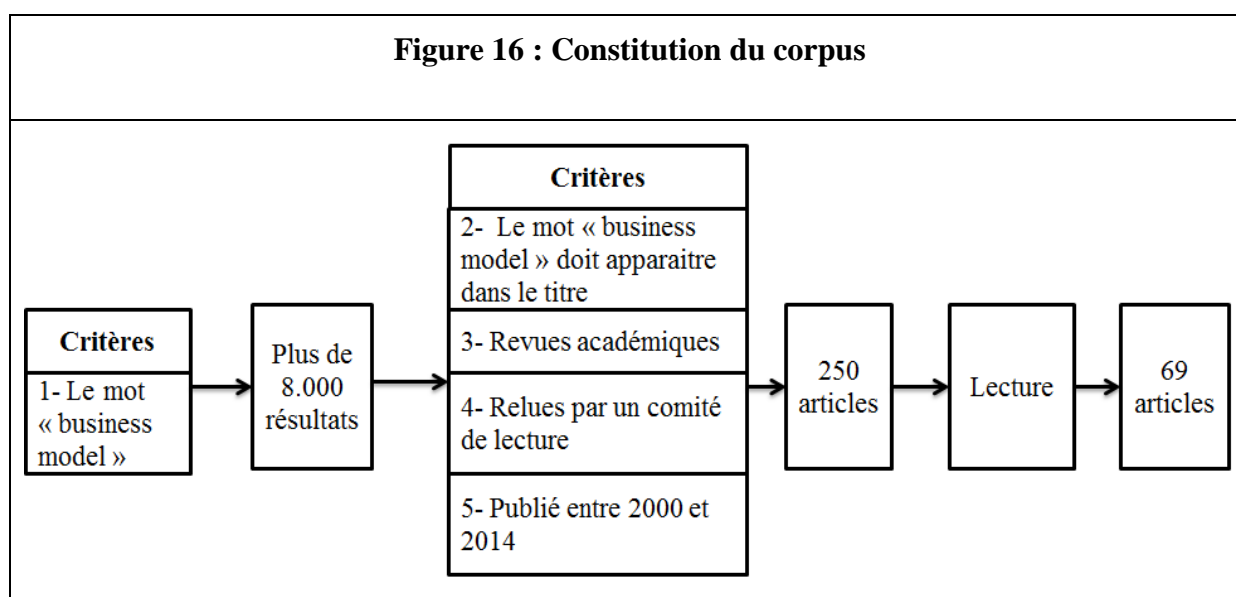 Figure 16 : Constitution du corpus
Critères
1- Le mot
« business
model »
Plus de
8.000
résultats
Critères
2- Le mot « business
model » doit apparaitre
dans le titre
3- Revues académiques
4- Relues par un comité
de lecture
5- Publié entre 2000 et
2014
250
articles
Lecture
69
articles